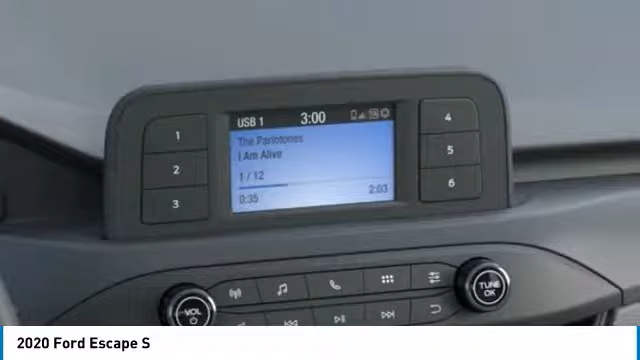 USB 1 3:00
The Pariotones
I Am Alive
1 / 12
0:35 2:03
1
2
3
4
5
6
VOL
TUNE
OK
2020 Ford Escape S